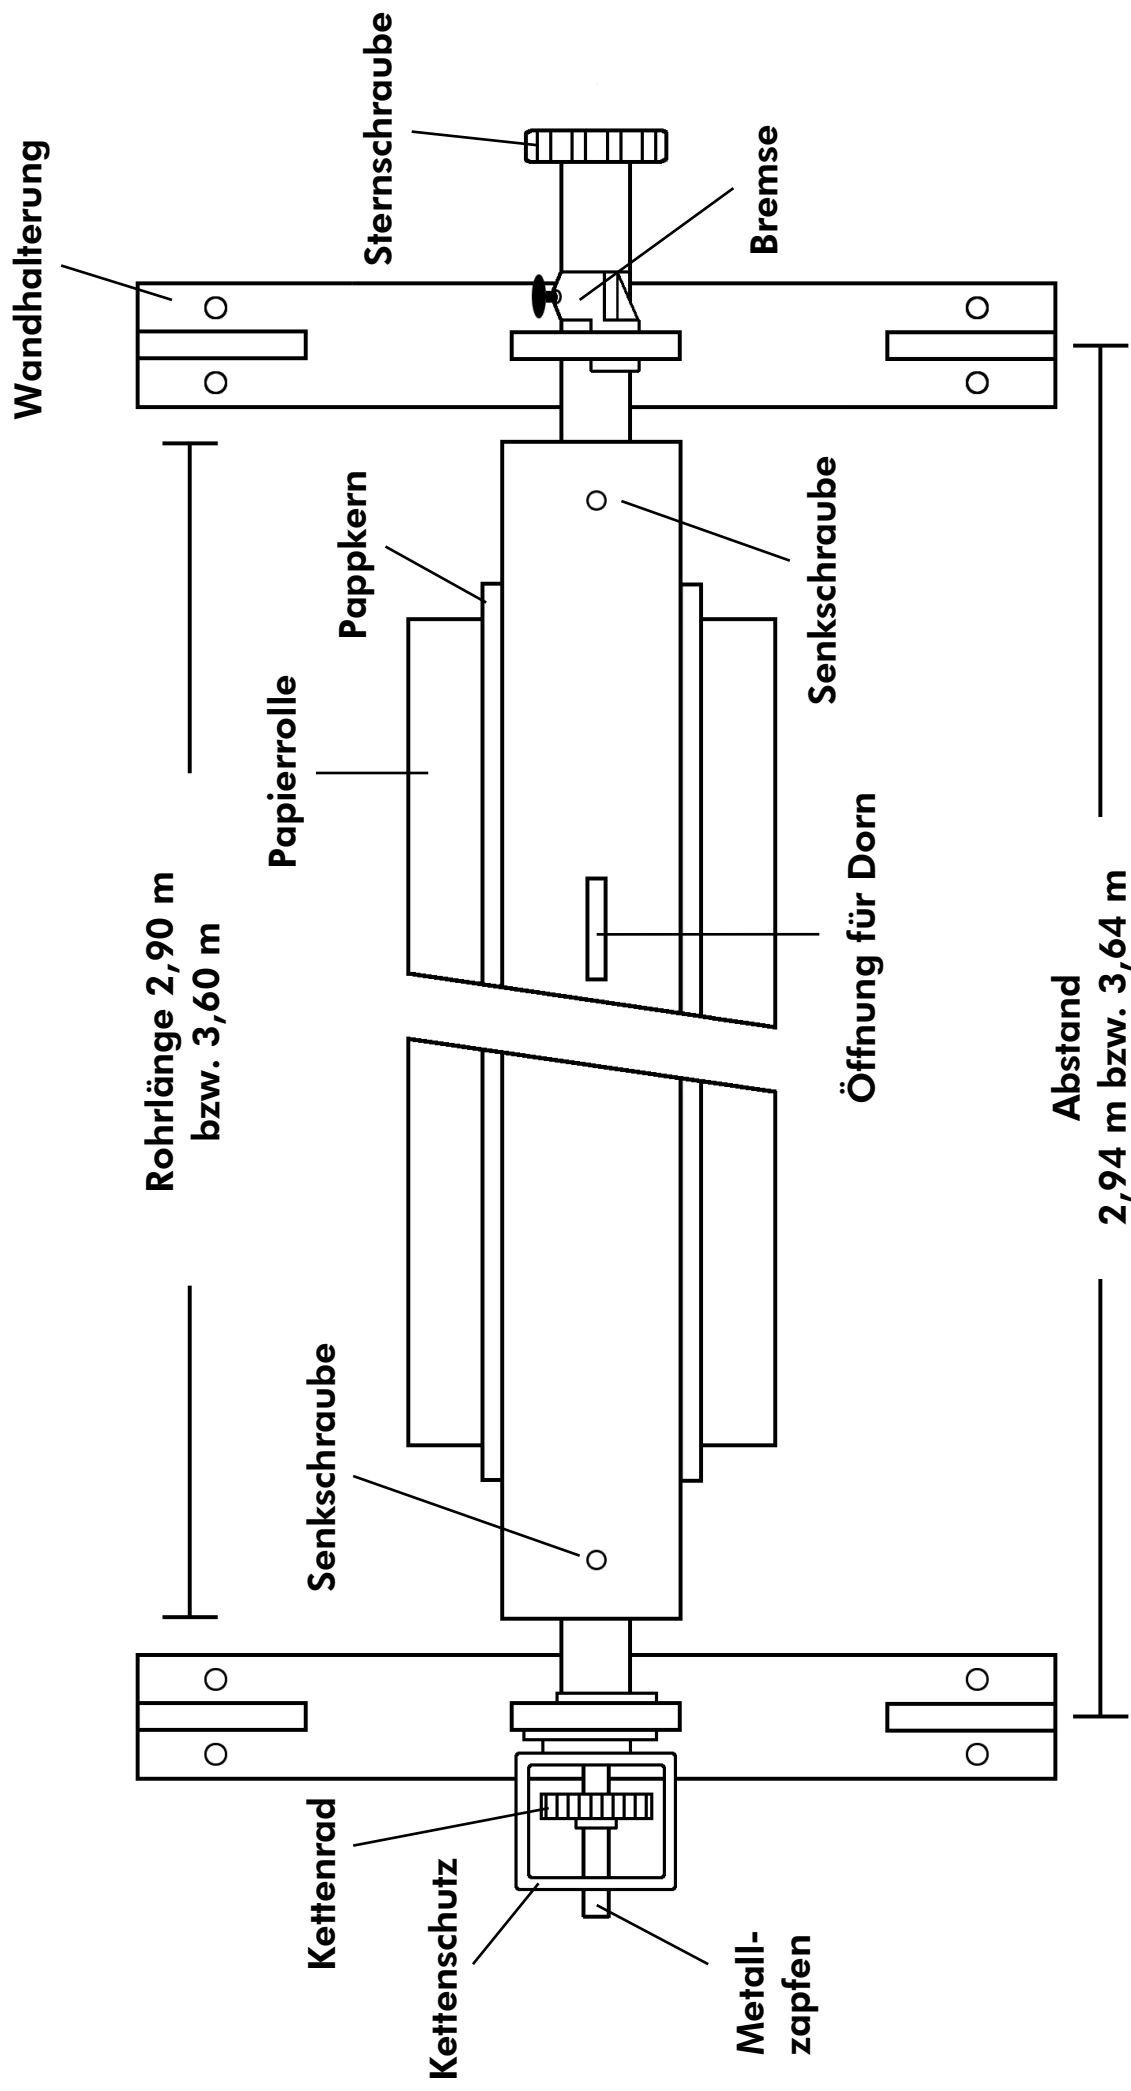 Wandhalterung
Rohrlänge 2,90 m
bzw. 3,60 m
Papierrolle
Kettenrad
Senkschraube
Pappkern
Sternschraube
Kettenschutz
Metall-
zapfen
Bremse
Senkschraube
Öffnung für Dorn
Abstand
2,94 m bzw. 3,64 m